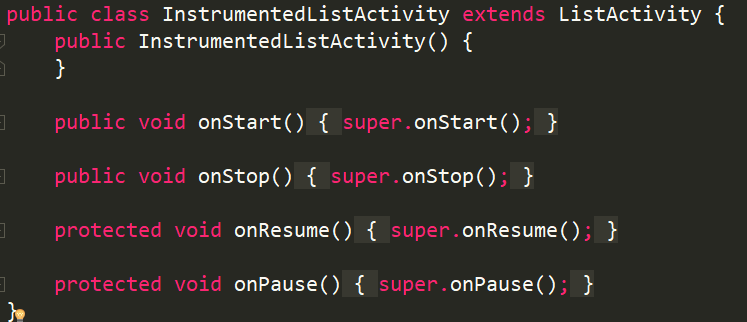 public class InstrumentedListActivity extends ListActivity {
public InstrumentedListActivity() {
}
public void onStart() { super.onStart(); }
public void onStop() { super.onStop(); }
protected void onResume() { super.onResume(); }
protected void onPause() { super.onPause(); }
}